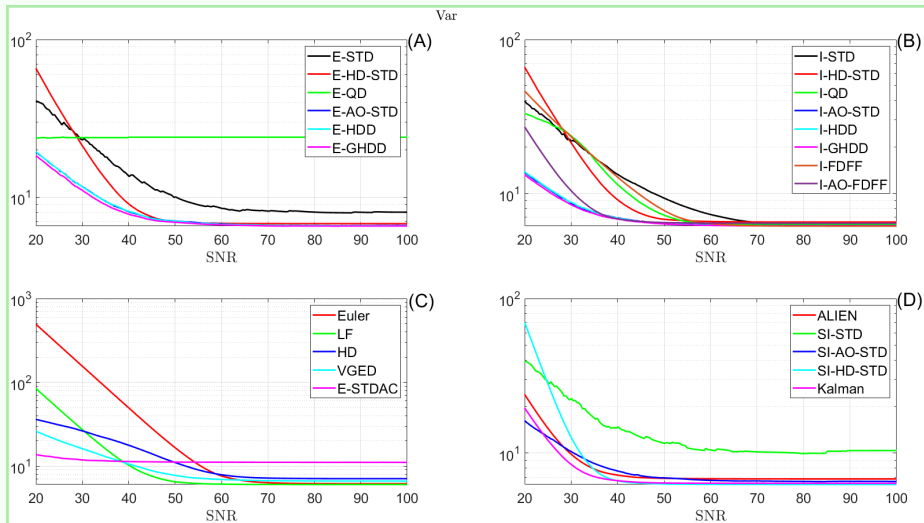 Var
(A)
10^2
10^1
E-STD
E-HD-STD
E-QD
E-AO-STD
E-HDD
E-GHDD
20 30 40 50 60 70 80 90 100
SNR
(B)
10^2
10^1
I-STD
I-HD-STD
I-QD
I-AO-STD
I-HDD
I-GHDD
I-FDFF
I-AO-FDFF
20 30 40 50 60 70 80 90 100
SNR
(C)
10^3
10^2
10^1
Euler
LF
HD
VGED
E-STDAC
20 30 40 50 60 70 80 90 100
SNR
(D)
10^2
10^1
ALIEN
SI-STD
SI-AO-STD
SI-HD-STD
Kalman
20 30 40 50 60 70 80 90 100
SNR